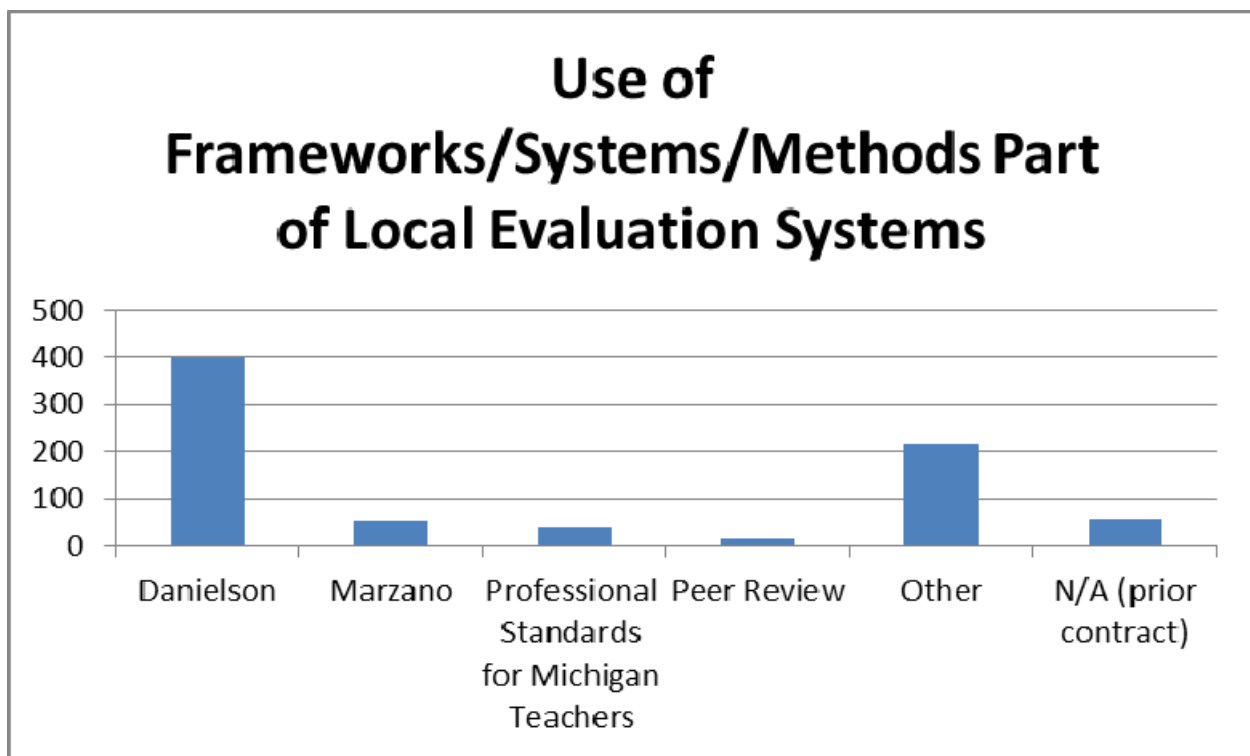 Use of
Frameworks/Systems/Methods Part
of Local Evaluation Systems
500
400
300
200
100
0
Danielson
Marzano
Professional
Standards
for Michigan
Teachers
Peer Review
Other
N/A (prior
contract)